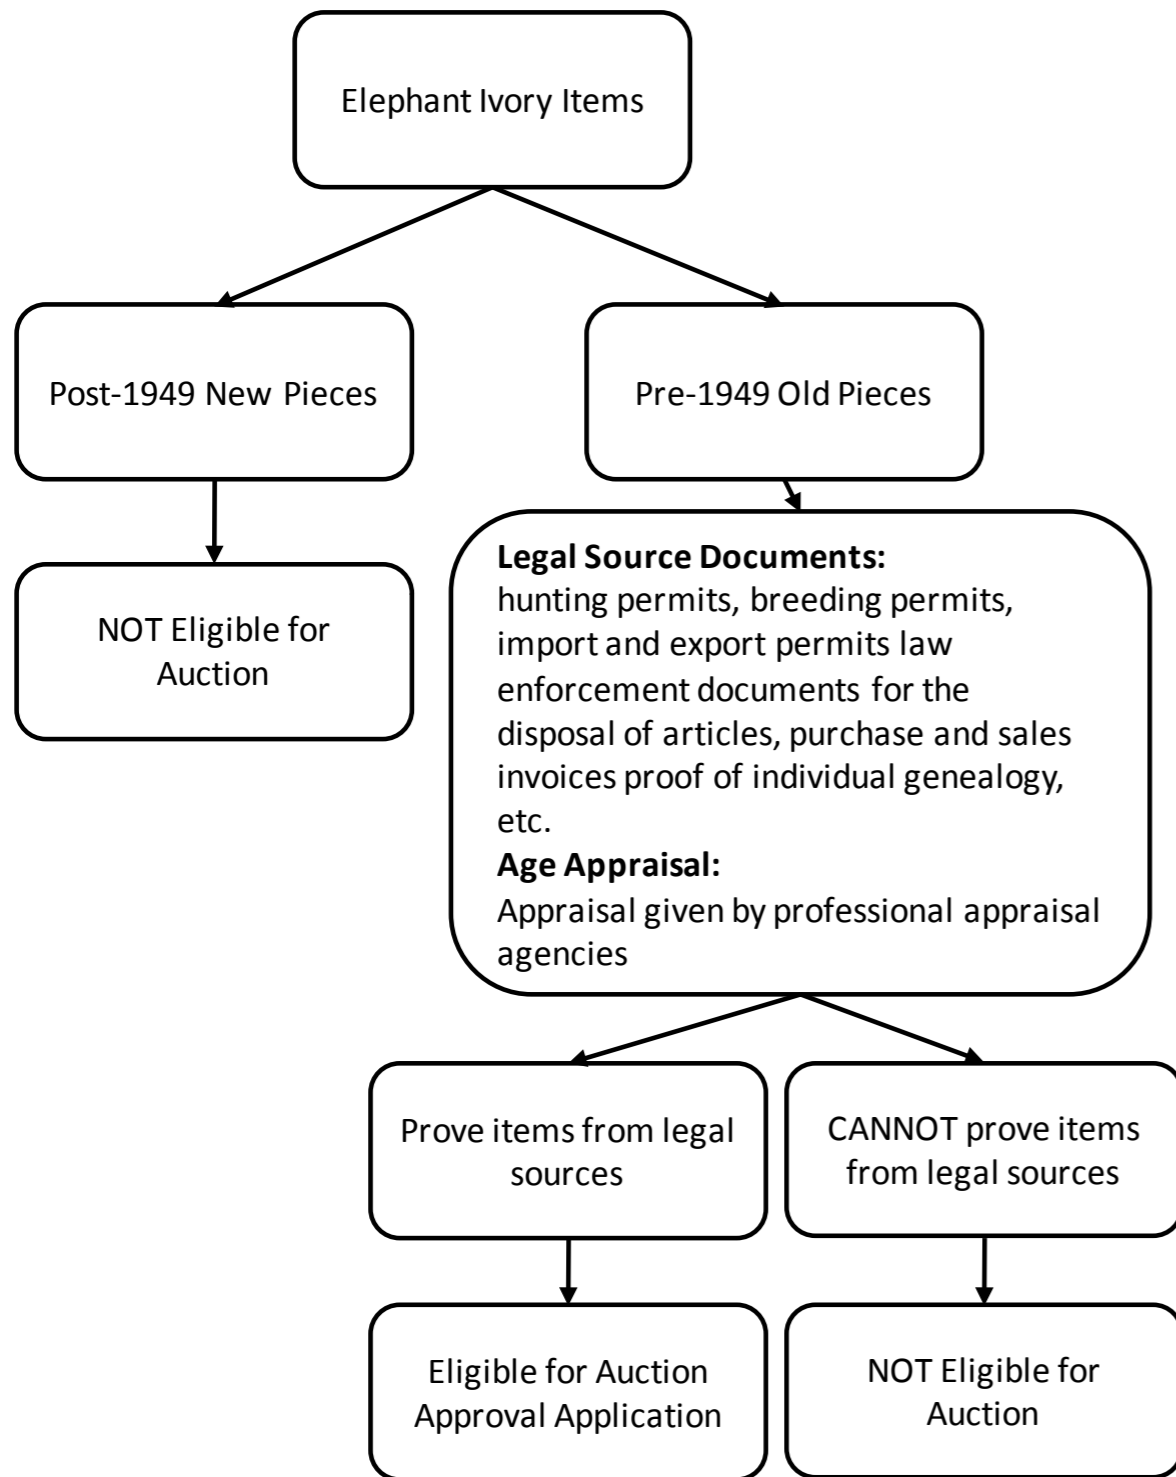 Elephant Ivory Items
Post-1949 New Pieces
Pre-1949 Old Pieces
NOT Eligible for
Auction
Legal Source Documents:
hunting permits, breeding permits,
import and export permits law
enforcement documents for the
disposal of articles, purchase and sales
invoices proof of individual genealogy,
etc.
Age Appraisal:
Appraisal given by professional appraisal
agencies
Prove items from legal
sources
CANNOT prove items
from legal sources
Eligible for Auction
Approval Application
NOT Eligible for
Auction